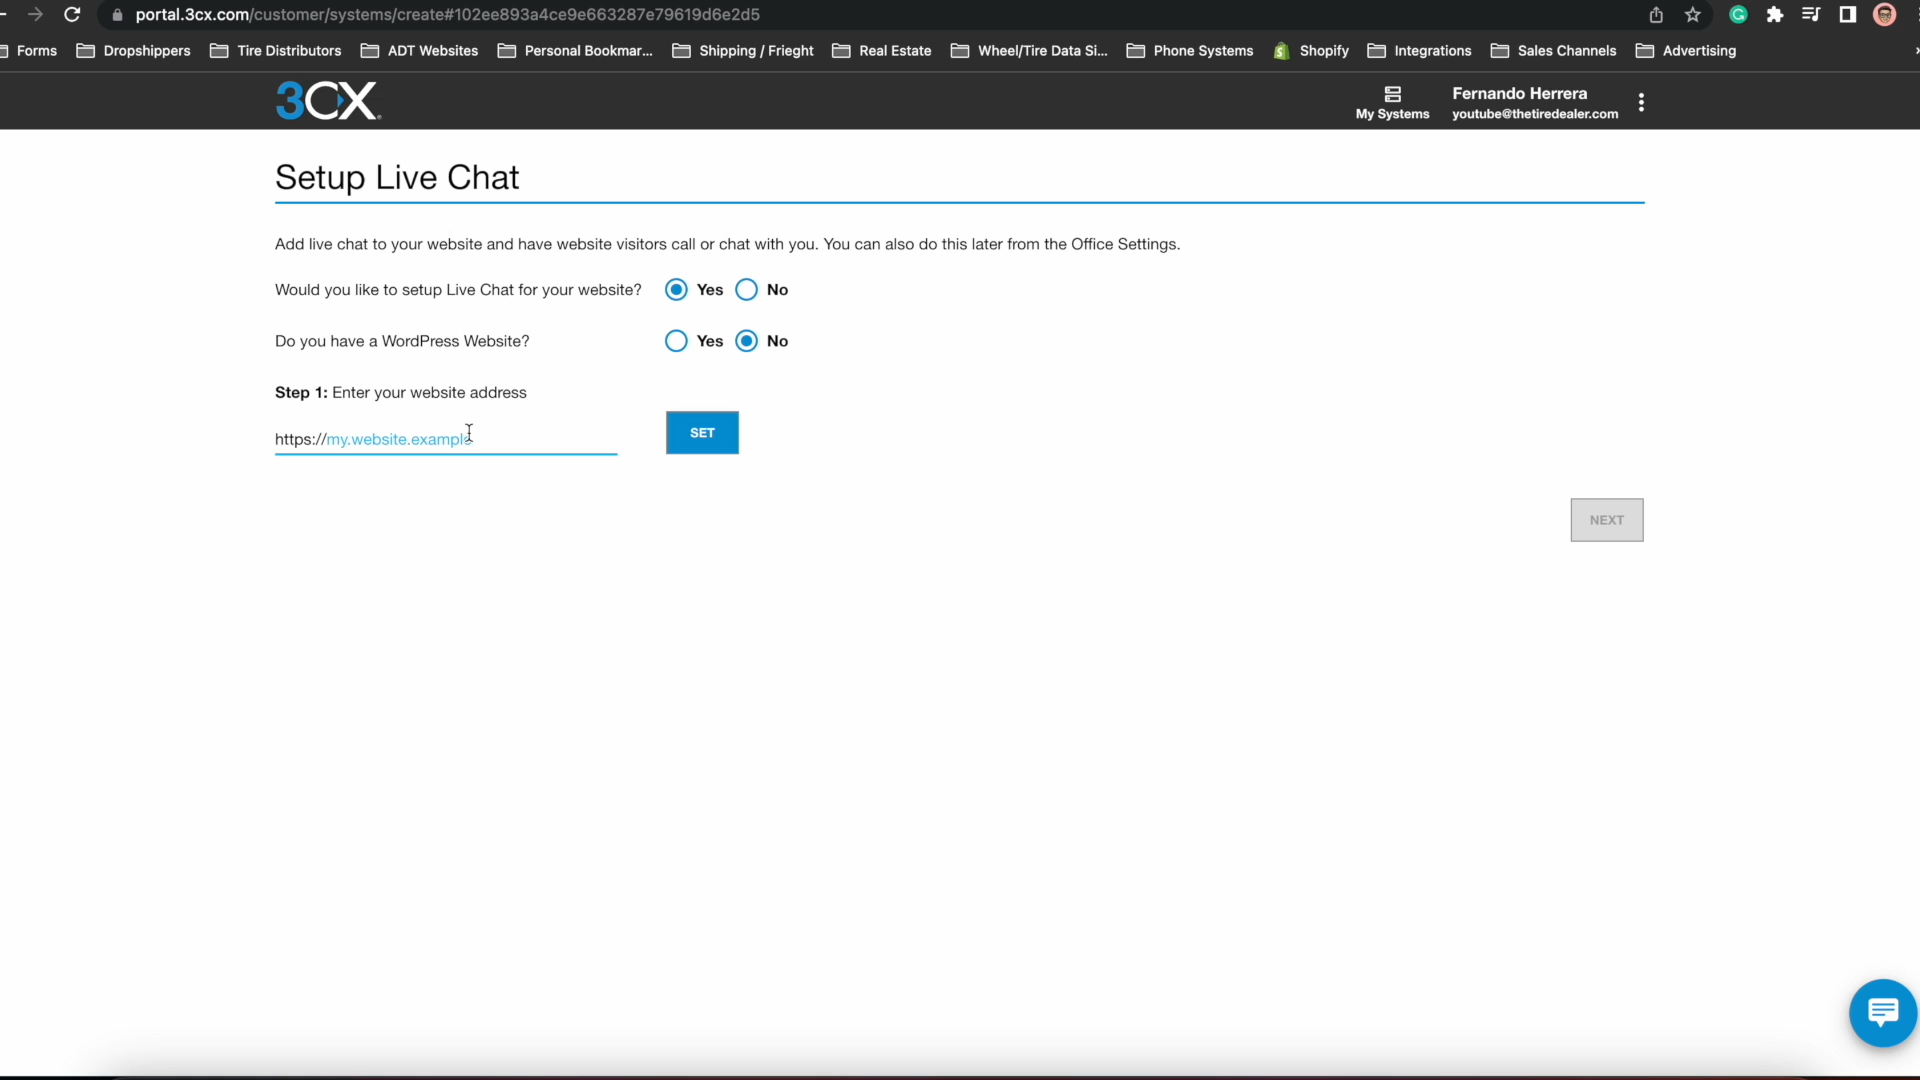 portal.3cx.com/customer/systems/create#102ee893a4ce9e663287e79619d6e2d5
Forms Dropshippers Tire Distributors ADT Websites Personal Bookmar... Shipping / Frieght Real Estate Wheel/Tire Data Si... Phone Systems Shopify Integrations Sales Channels Advertising
3CX
My Systems
Fernando Herrera
youtube@thetiredealer.com
Setup Live Chat
Add live chat to your website and have website visitors call or chat with you. You can also do this later from the Office Settings.
Would you like to setup Live Chat for your website? Yes No
Do you have a WordPress Website? Yes No
Step 1: Enter your website address
https://my.website.example
SET
NEXT